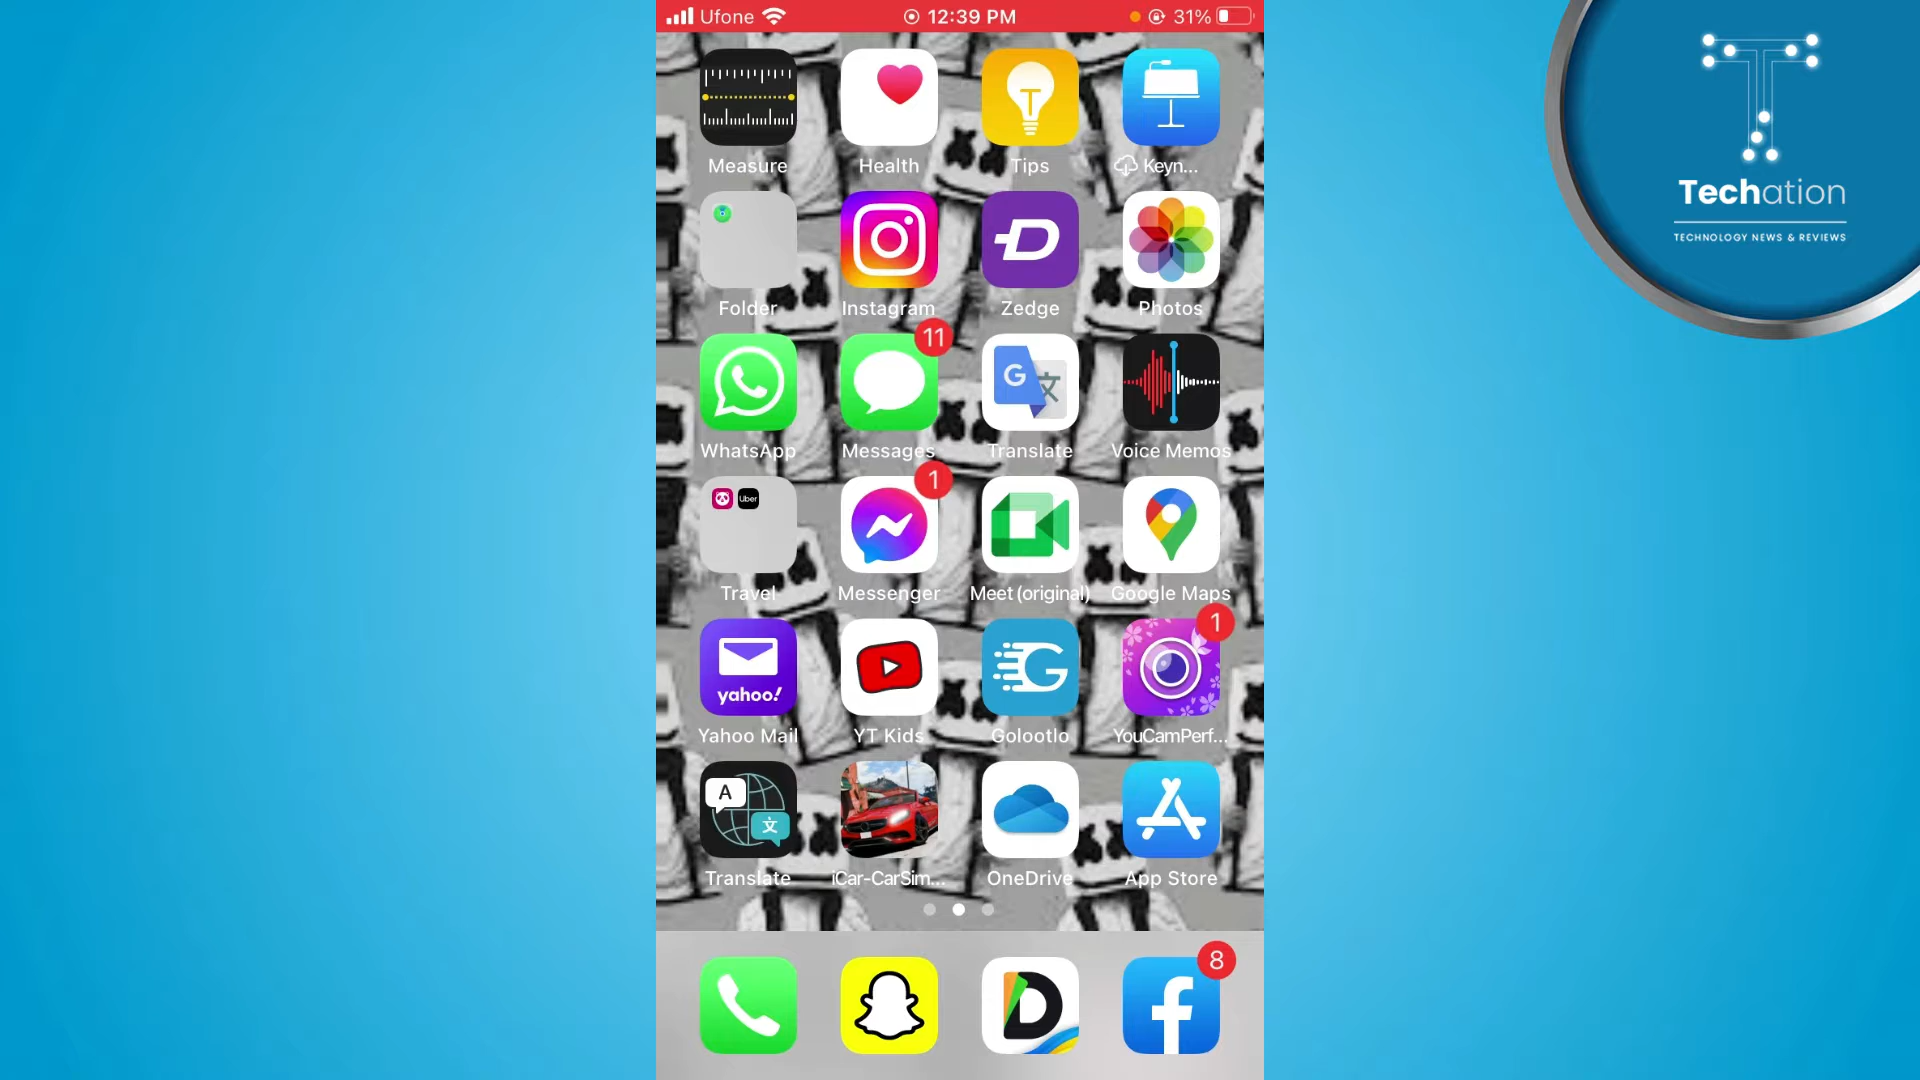 Ufone 12:39 PM 31%
Measure Health Tips Keyn...
Folder Instagram Zedge Photos
11
G 文
WhatsApp Messages Translate Voice Memos
Uber 1
Travel Messenger Meet (original) Google Maps
1
yahoo!
Yahoo Mail YT Kids Golootlo YouCamPerf...
A
文
Translate iCar-CarSim... OneDrive App Store
8
Techation
TECHNOLOGY NEWS & REVIEWS